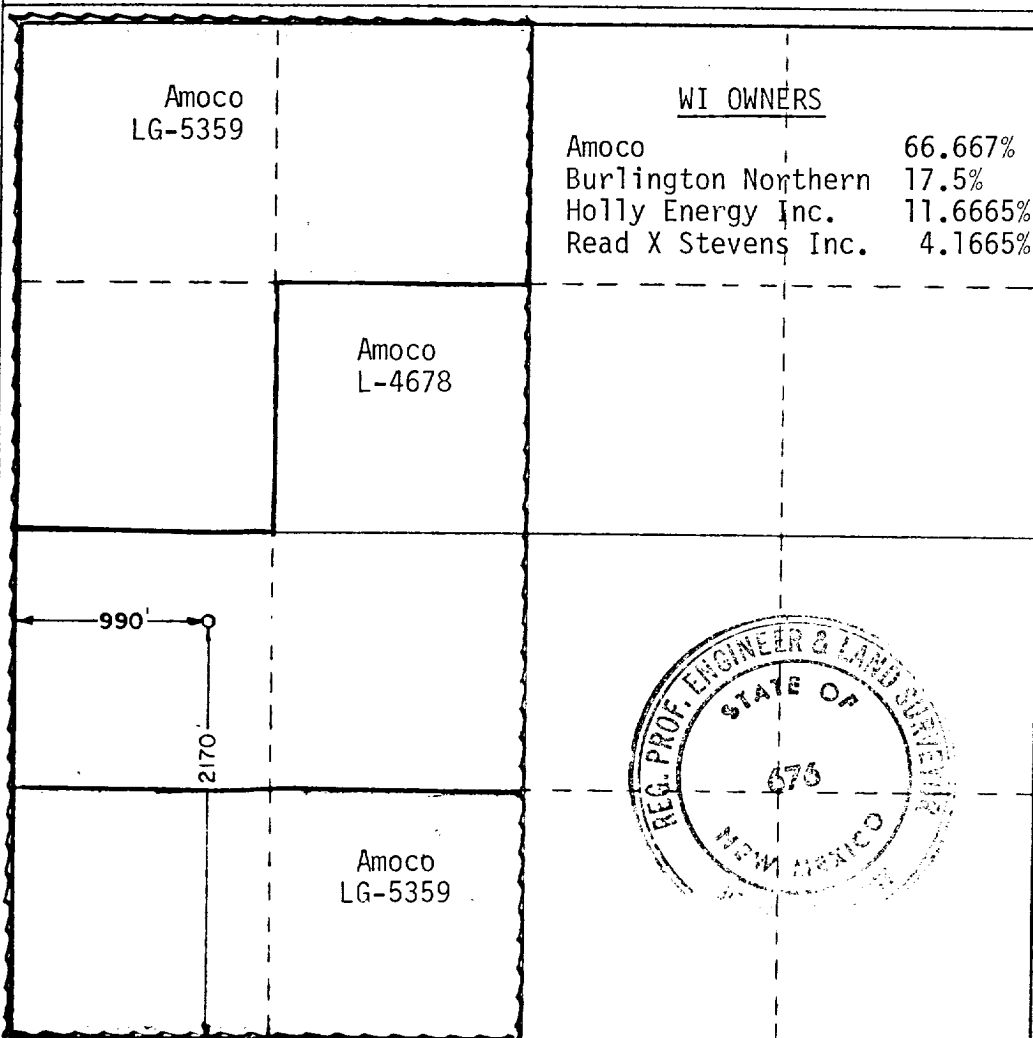 Amoco
LG-5359
WI OWNERS
Amoco 66.667%
Burlington Northern 17.5%
Holly Energy Inc. 11.6665%
Read X Stevens Inc. 4.1665%
Amoco
L-4678
990'
2170'
Amoco
LG-5359
REG. PROF. ENGINEER & LAND SURVEYOR
STATE OF
676
NEW MEXICO